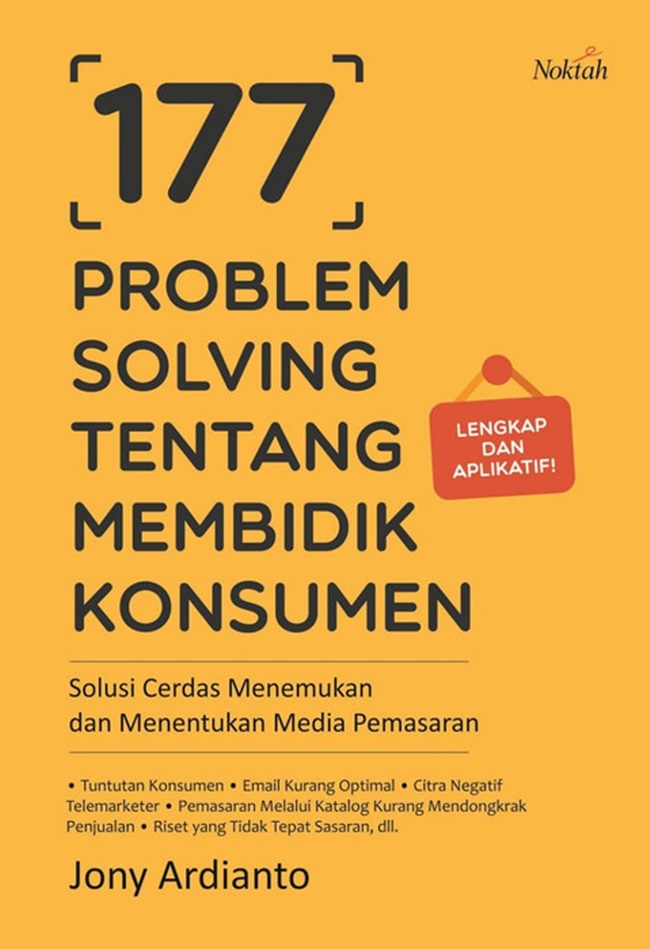 Noktah
177
PROBLEM
SOLVING
TENTANG
MEMBIDIK
KONSUMEN
LENGKAP
DAN
APLIKATIF!
Solusi Cerdas Menemukan
dan Menentukan Media Pemasaran
• Tuntutan Konsumen • Email Kurang Optimal • Citra Negatif
Telemarketer • Pemasaran Melalui Katalog Kurang Mendongkrak
Penjualan • Riset yang Tidak Tepat Sasaran, dll.
Jony Ardianto